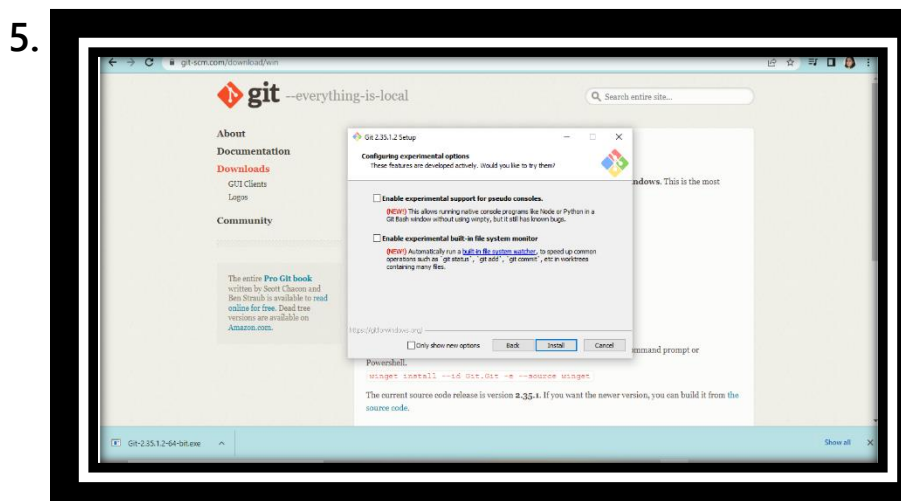 5.
git-scm.com/download/win
git --everything-is-local
Search entire site...
About
Documentation
Downloads
GUI Clients
Logos
Community
The entire Pro Git book
written by Scott Chacon and
Ben Straub is available to read
online for free. Dead tree
versions are available on
Amazon.com.
Git 2.35.1.2 Setup
Configuring experimental options
These features are developed actively. Would you like to try them?
Enable experimental support for pseudo consoles.
(NEW!) This allows running native console programs like Node or Python in a
Git Bash window without using winpty, but it still has known bugs.
Enable experimental built-in file system monitor
(NEW!) Automatically run a built-in file system watcher, to speed up common
operations such as `git status`, `git add`, `git commit`, etc in worktrees
containing many files.
https://gitforwindows.org/
Only show new options
Back
Install
Cancel
ndows. This is the most
ommand prompt or
Powershell.
winget install --id Git.Git -e --source winget
The current source code release is version 2.35.1. If you want the newer version, you can build it from the
source code.
Git-2.35.1.2-64-bit.exe
Show all